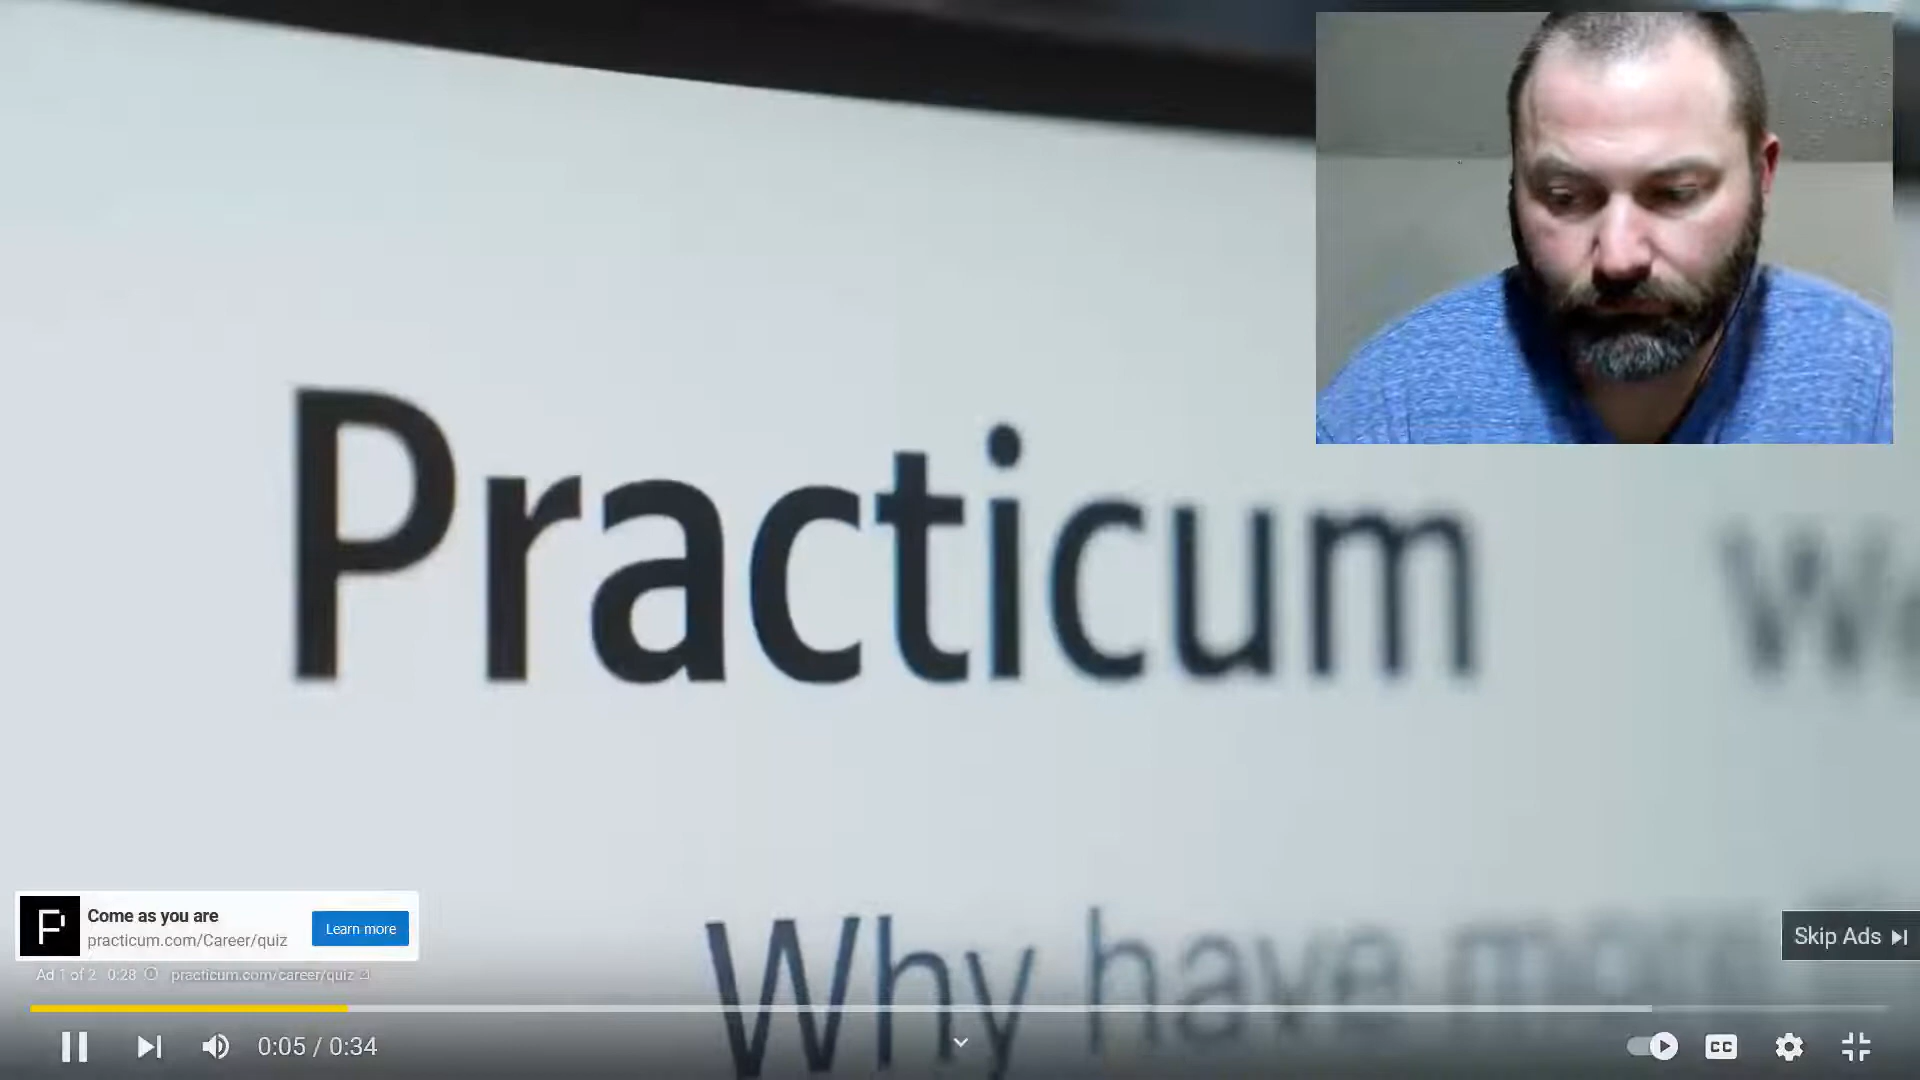 Practicum
Why have
Come as you are
practicum.com/Career/quiz
Learn more
Skip Ads
Ad 1 of 2
0:28
practicum.com/career/quiz
0:05 / 0:34
CC